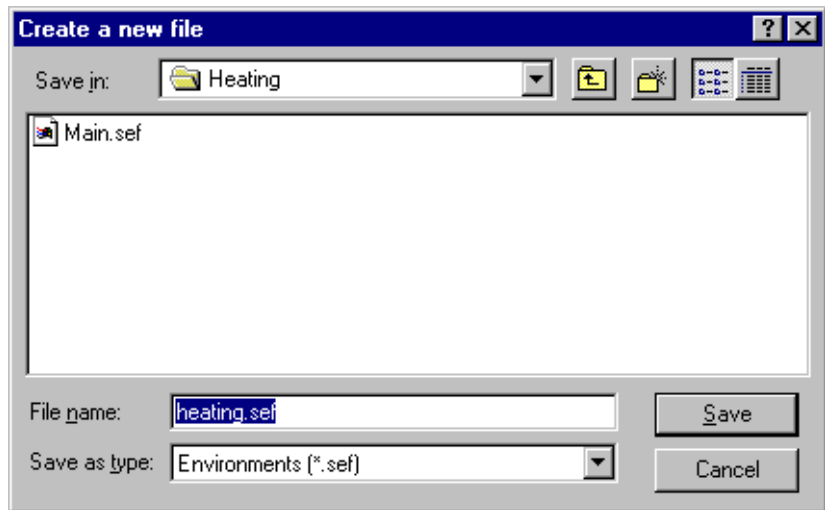 Create a new file
Save in: Heating
Main.sef
File name: heating.sef Save
Save as type: Environments (*.sef) Cancel